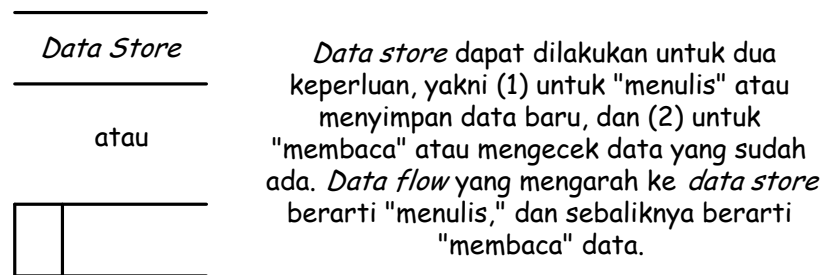 Data Store
atau
Data store dapat dilakukan untuk dua
keperluan, yakni (1) untuk "menulis" atau
menyimpan data baru, dan (2) untuk
"membaca" atau mengecek data yang sudah
ada. Data flow yang mengarah ke data store
berarti "menulis," dan sebaliknya berarti
"membaca" data.